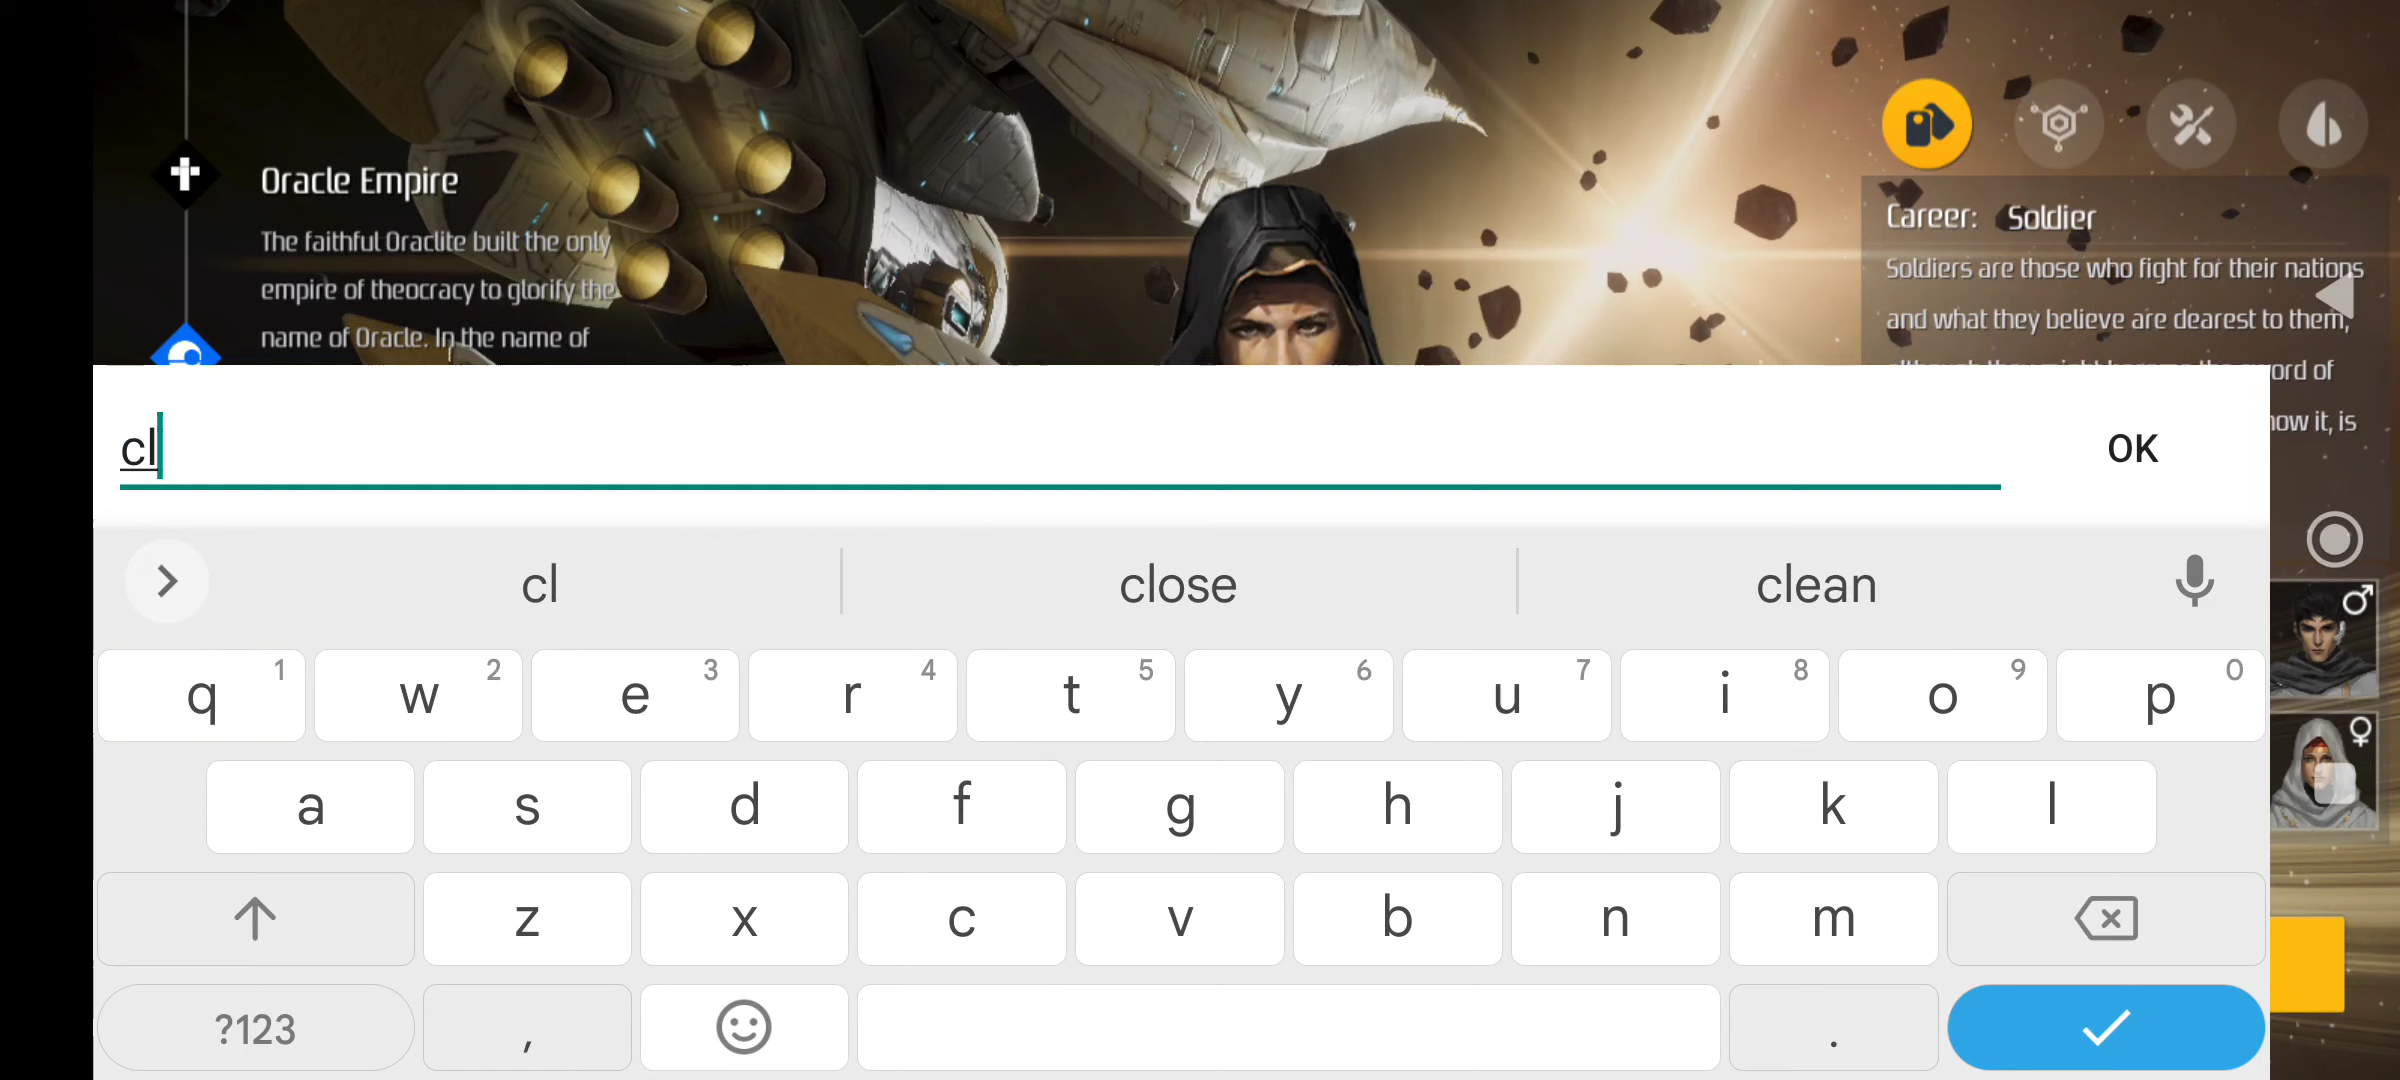 Oracle Empire
The faithful Oraclite built the only
empire of theocracy to glorify the
name of Oracle. In the name of
Career: Soldier
Soldiers are those who fight for their nations
and what they believe are dearest to them,
ord of
now it, is
cl
OK
cl close clean
q 1 w 2 e 3 r 4 t 5 y 6 u 7 i 8 o 9 p 0
a s d f g h j k l
z x c v b n m
?123 , .